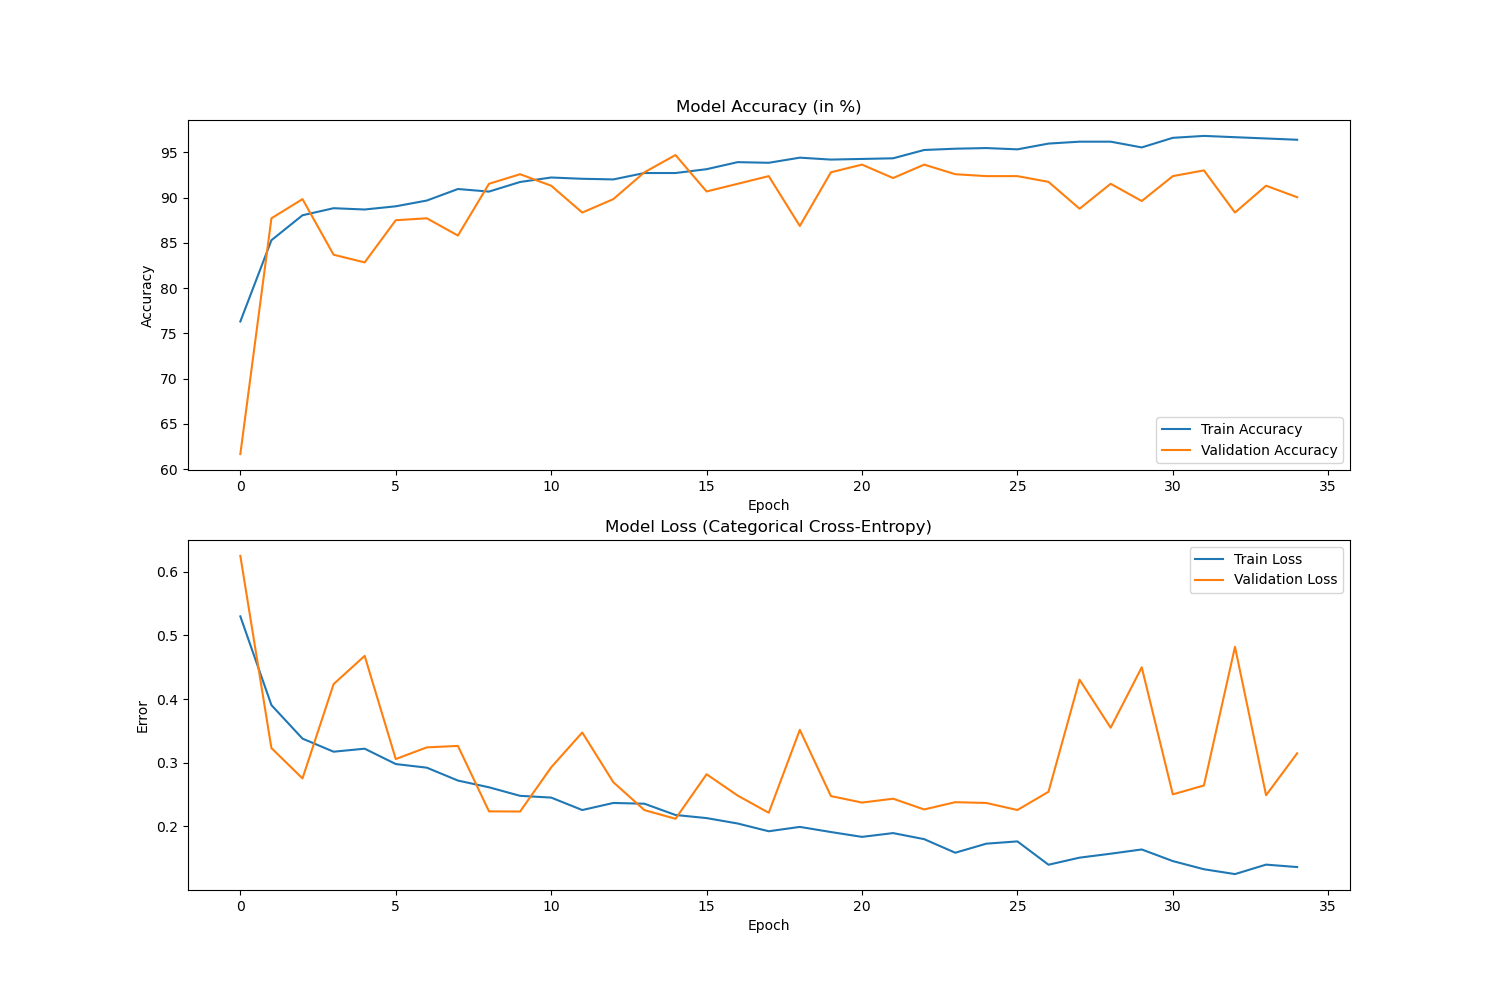 Model Accuracy (in %)
95
90
85
80
75
70
65
60
Accuracy
Train Accuracy
Validation Accuracy
0 5 10 15 20 25 30 35
Epoch
Model Loss (Categorical Cross-Entropy)
0.6
0.5
0.4
0.3
0.2
Error
Train Loss
Validation Loss
0 5 10 15 20 25 30 35
Epoch